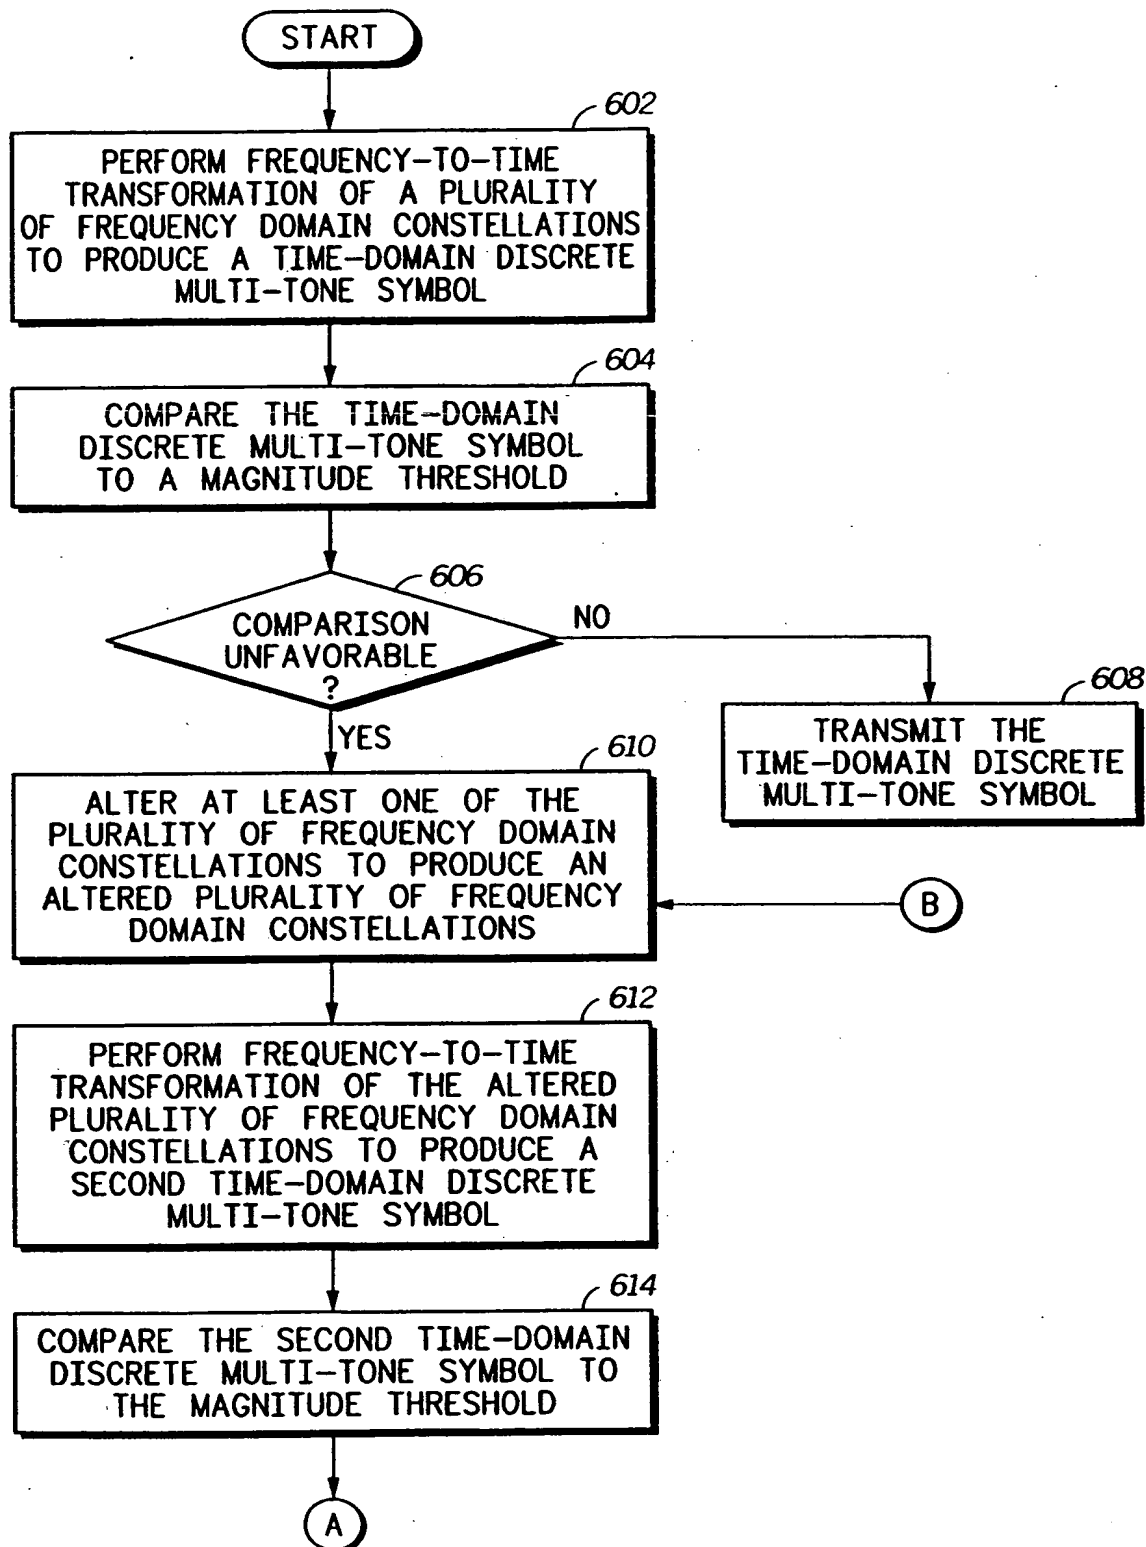 START
602
PERFORM FREQUENCY-TO-TIME
TRANSFORMATION OF A PLURALITY
OF FREQUENCY DOMAIN CONSTELLATIONS
TO PRODUCE A TIME-DOMAIN DISCRETE
MULTI-TONE SYMBOL
604
COMPARE THE TIME-DOMAIN
DISCRETE MULTI-TONE SYMBOL
TO A MAGNITUDE THRESHOLD
606
COMPARISON
UNFAVORABLE
?
NO
YES
608
TRANSMIT THE
TIME-DOMAIN DISCRETE
MULTI-TONE SYMBOL
610
ALTER AT LEAST ONE OF THE
PLURALITY OF FREQUENCY DOMAIN
CONSTELLATIONS TO PRODUCE AN
ALTERED PLURALITY OF FREQUENCY
DOMAIN CONSTELLATIONS
B
612
PERFORM FREQUENCY-TO-TIME
TRANSFORMATION OF THE ALTERED
PLURALITY OF FREQUENCY DOMAIN
CONSTELLATIONS TO PRODUCE A
SECOND TIME-DOMAIN DISCRETE
MULTI-TONE SYMBOL
614
COMPARE THE SECOND TIME-DOMAIN
DISCRETE MULTI-TONE SYMBOL TO
THE MAGNITUDE THRESHOLD
A